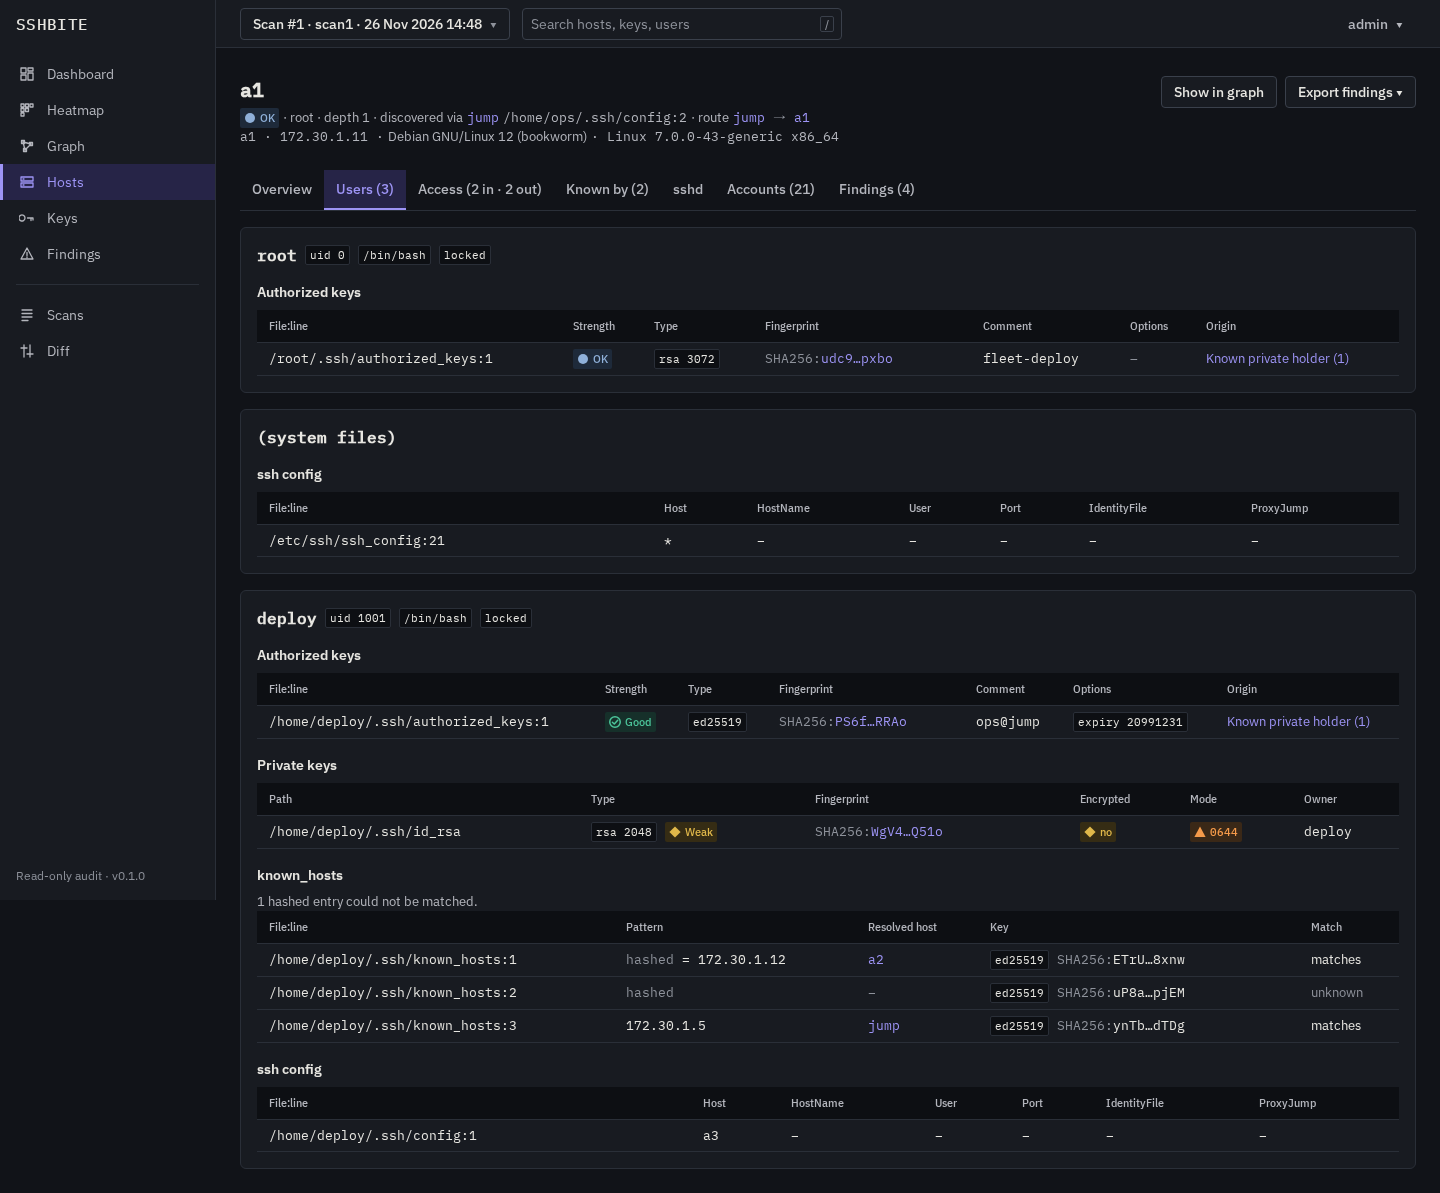 SSHBITE
Scan #1 · scan1 · 26 Nov 2026 14:48 ▾
Search hosts, keys, users /
admin ▾
Dashboard
Heatmap
Graph
Hosts
Keys
Findings
Scans
Diff
Read-only audit · v0.1.0
a1
Show in graph
Export findings ▾
OK · root · depth 1 · discovered via jump /home/ops/.ssh/config:2 · route jump → a1
a1 · 172.30.1.11 · Debian GNU/Linux 12 (bookworm) · Linux 7.0.0-43-generic x86_64
Overview Users (3) Access (2 in · 2 out) Known by (2) sshd Accounts (21) Findings (4)
root uid 0 /bin/bash locked
Authorized keys
File:line Strength Type Fingerprint Comment Options Origin
/root/.ssh/authorized_keys:1 OK rsa 3072 SHA256:udc9…pxbo fleet-deploy – Known private holder (1)
(system files)
ssh config
File:line Host HostName User Port IdentityFile ProxyJump
/etc/ssh/ssh_config:21 * – – – – –
deploy uid 1001 /bin/bash locked
Authorized keys
File:line Strength Type Fingerprint Comment Options Origin
/home/deploy/.ssh/authorized_keys:1 Good ed25519 SHA256:PS6f…RRAo ops@jump expiry 20991231 Known private holder (1)
Private keys
Path Type Fingerprint Encrypted Mode Owner
/home/deploy/.ssh/id_rsa rsa 2048 Weak SHA256:WgV4…Q51o no 0644 deploy
known_hosts
1 hashed entry could not be matched.
File:line Pattern Resolved host Key Match
/home/deploy/.ssh/known_hosts:1 hashed = 172.30.1.12 a2 ed25519 SHA256:ETrU…8xnw matches
/home/deploy/.ssh/known_hosts:2 hashed – ed25519 SHA256:uP8a…pjEM unknown
/home/deploy/.ssh/known_hosts:3 172.30.1.5 jump ed25519 SHA256:ynTb…dTDg matches
ssh config
File:line Host HostName User Port IdentityFile ProxyJump
/home/deploy/.ssh/config:1 a3 – – – – –